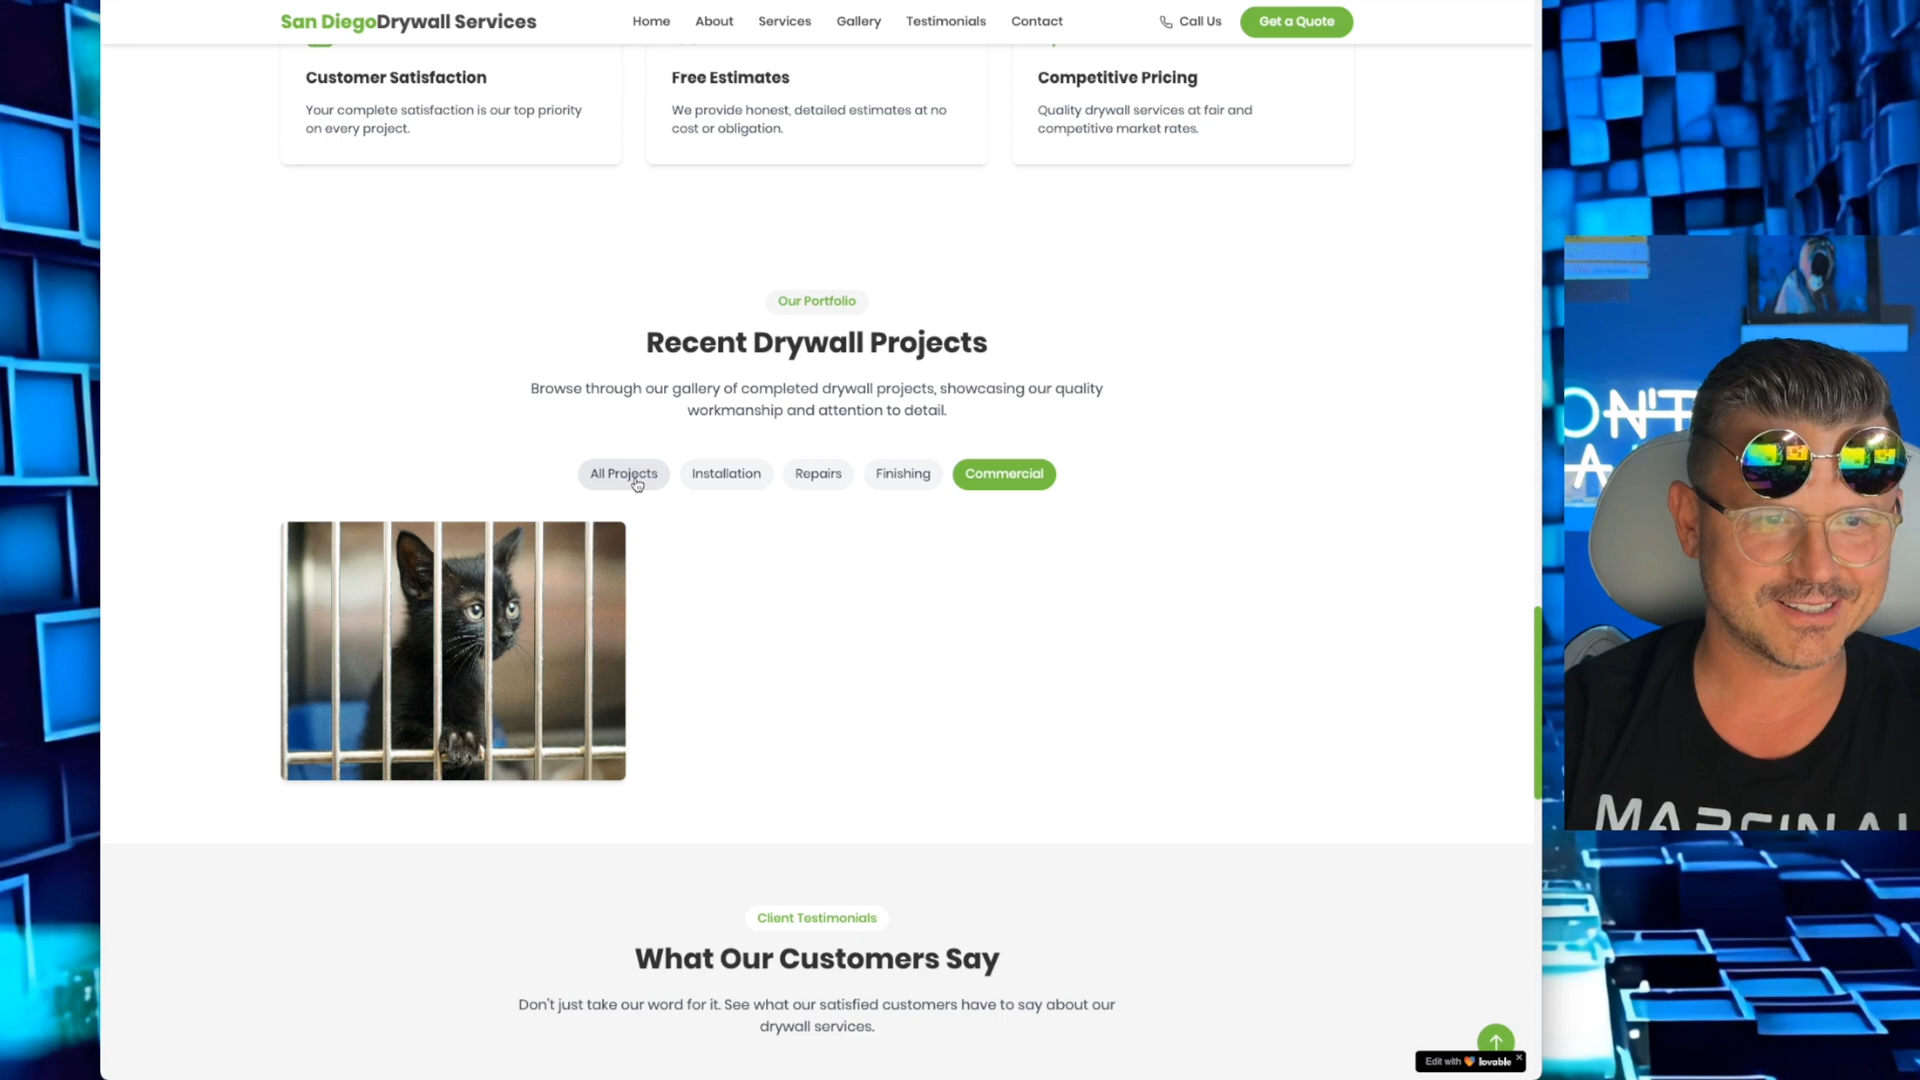 San DiegoDrywall Services
Home
About
Services
Gallery
Testimonials
Contact
Call Us
Get a Quote
Customer Satisfaction
Your complete satisfaction is our top priority
on every project.
Free Estimates
We provide honest, detailed estimates at no
cost or obligation.
Competitive Pricing
Quality drywall services at fair and
competitive market rates.
Our Portfolio
Recent Drywall Projects
Browse through our gallery of completed drywall projects, showcasing our quality
workmanship and attention to detail.
All Projects
Installation
Repairs
Finishing
Commercial
Client Testimonials
What Our Customers Say
Don't just take our word for it. See what our satisfied customers have to say about our
drywall services.
Edit with lovable